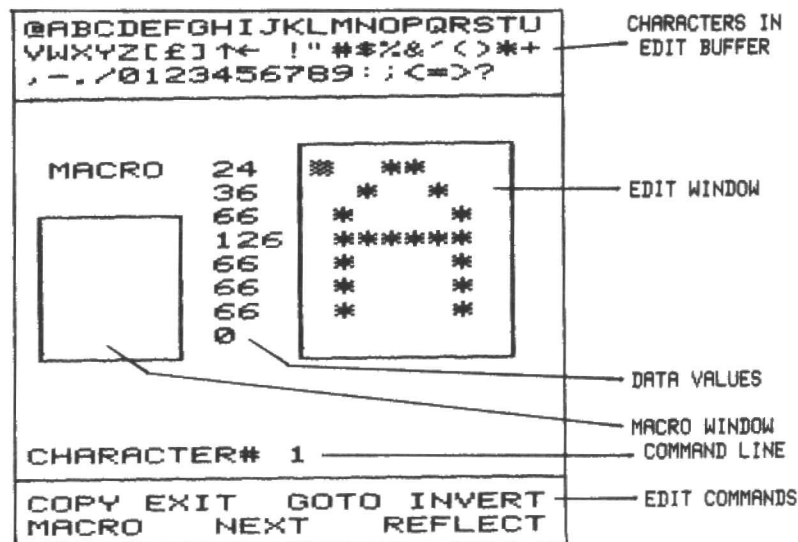 @ABCDEFGHIJKLMNOPQRSTU
VWXYZ[£]↑← !"#$%&'()*+
,-./0123456789:;<=>?
CHARACTERS IN
EDIT BUFFER
MACRO
24
36
66
126
66
66
66
0
EDIT WINDOW
DATA VALUES
MACRO WINDOW
CHARACTER# 1
COMMAND LINE
COPY EXIT GOTO INVERT
MACRO NEXT REFLECT
EDIT COMMANDS